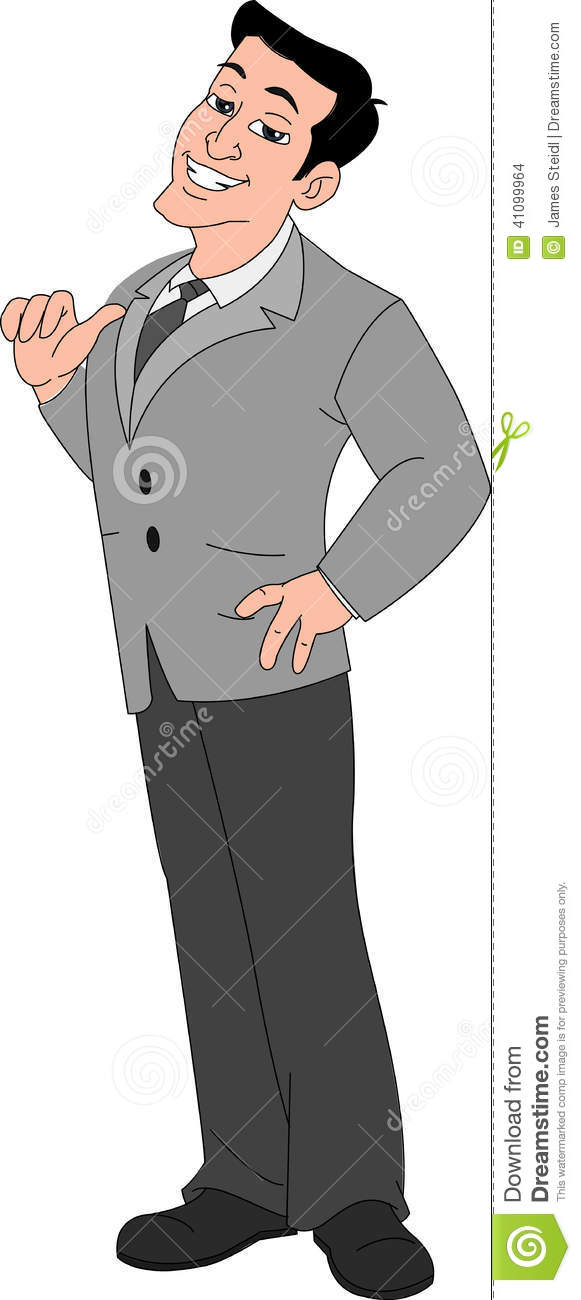 dreamstime.
dreamstime.
dreamstime.
dreamstime.
ID 41099964
© James Steidl | Dreamstime.com
Download from
Dreamstime.com
This watermarked comp image is for previewing purposes only.